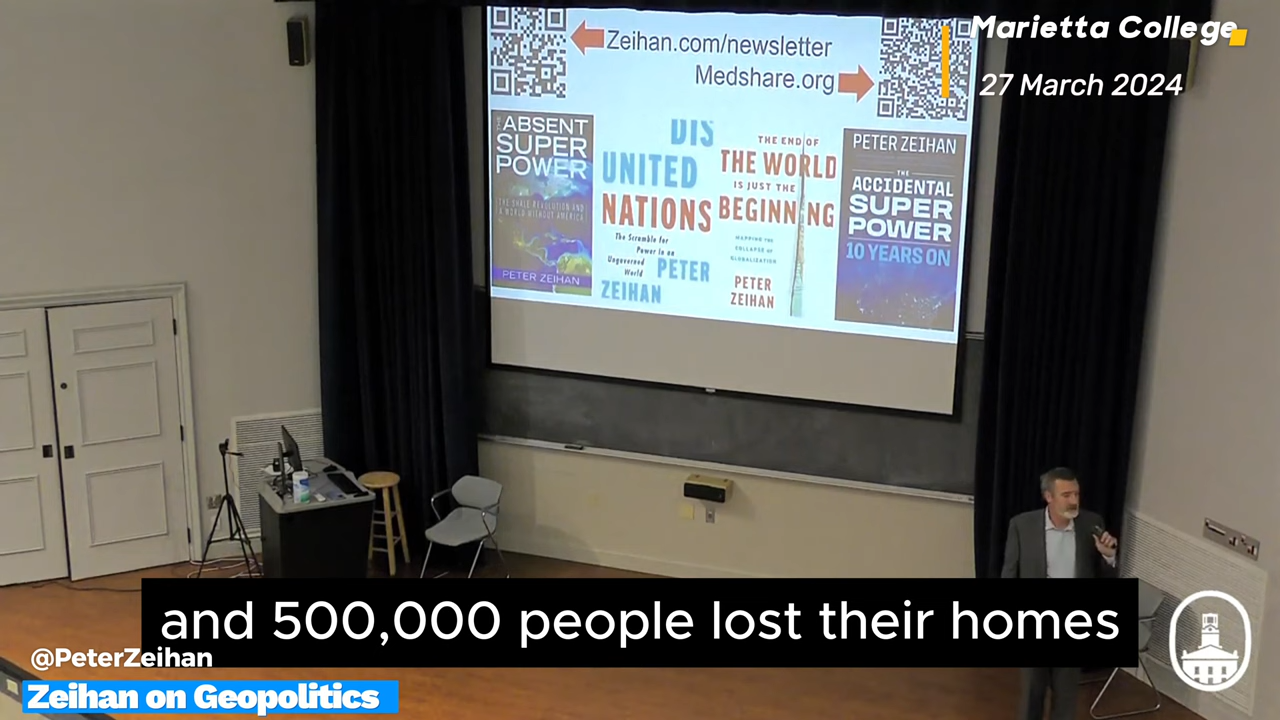 Marietta College
27 March 2024
Zeihan.com/newsletter
Medshare.org
THE
ABSENT
SUPER
POWER
THE SHALE REVOLUTION AND
A WORLD WITHOUT AMERICA
PETER ZEIHAN
DIS
UNITED
NATIONS
The Scramble for
Power in an
Ungoverned
World
PETER
ZEIHAN
THE END OF
THE WORLD
IS JUST THE
BEGINNING
MAPPING THE
COLLAPSE OF
GLOBALIZATION
PETER
ZEIHAN
PETER ZEIHAN
THE
ACCIDENTAL
SUPER
POWER
10 YEARS ON
and 500,000 people lost their homes
@PeterZeihan
Zeihan on Geopolitics